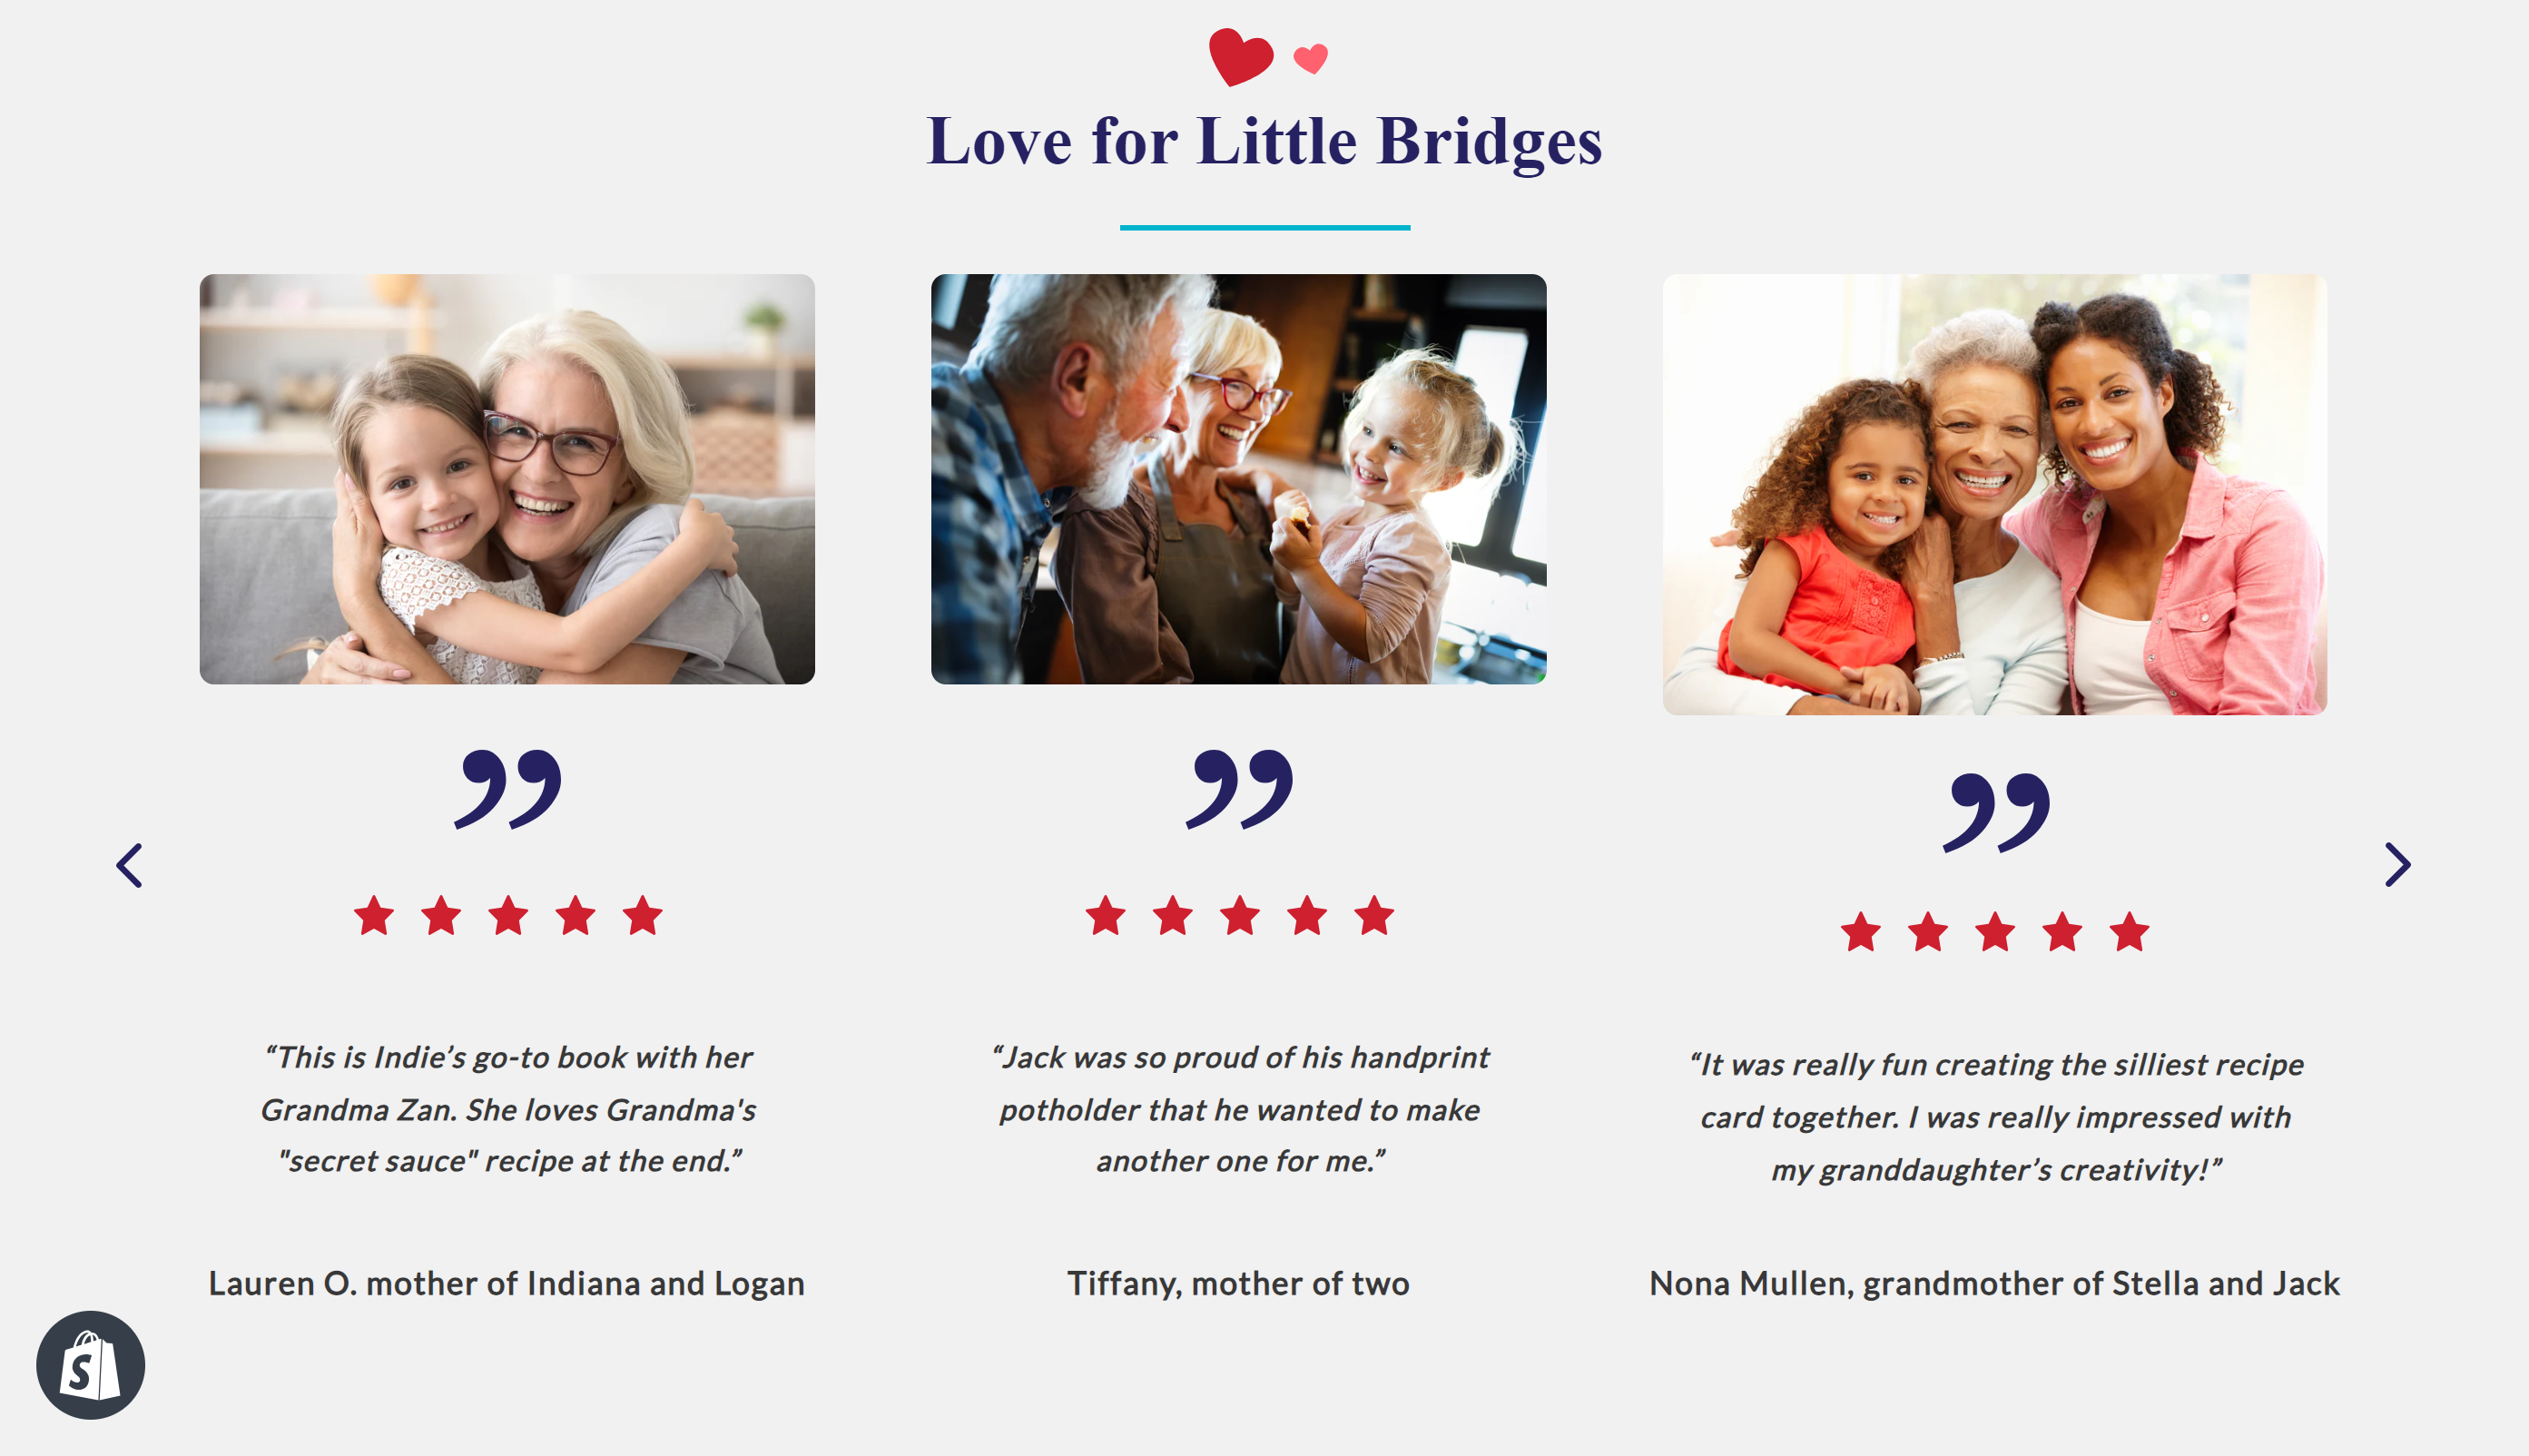 Love for Little Bridges
“This is Indie’s go-to book with her
Grandma Zan. She loves Grandma's
"secret sauce" recipe at the end.”
Lauren O. mother of Indiana and Logan
“Jack was so proud of his handprint
potholder that he wanted to make
another one for me.”
Tiffany, mother of two
“It was really fun creating the silliest recipe
card together. I was really impressed with
my granddaughter’s creativity!”
Nona Mullen, grandmother of Stella and Jack
S